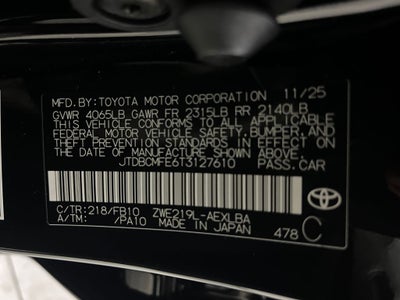 MFD.BY:TOYOTA MOTOR CORPORATION 11/25
GVWR 4065LB GAWR FR 2315LB RR 2140LB
THIS VEHICLE CONFORMS TO ALL APPLICABLE
FEDERAL MOTOR VEHICLE SAFETY, BUMPER, AND
THEFT PREVENTION STANDARDS IN EFFECT ON THE
DATE OF MANUFACTURE SHOWN ABOVE.
JTDBCMFE6T3127610 PASS.CAR
TOYOTA
C/TR:218/FB10 ZWE219L-AEXLBA
A/TM: /PA10 MADE IN JAPAN 478 C